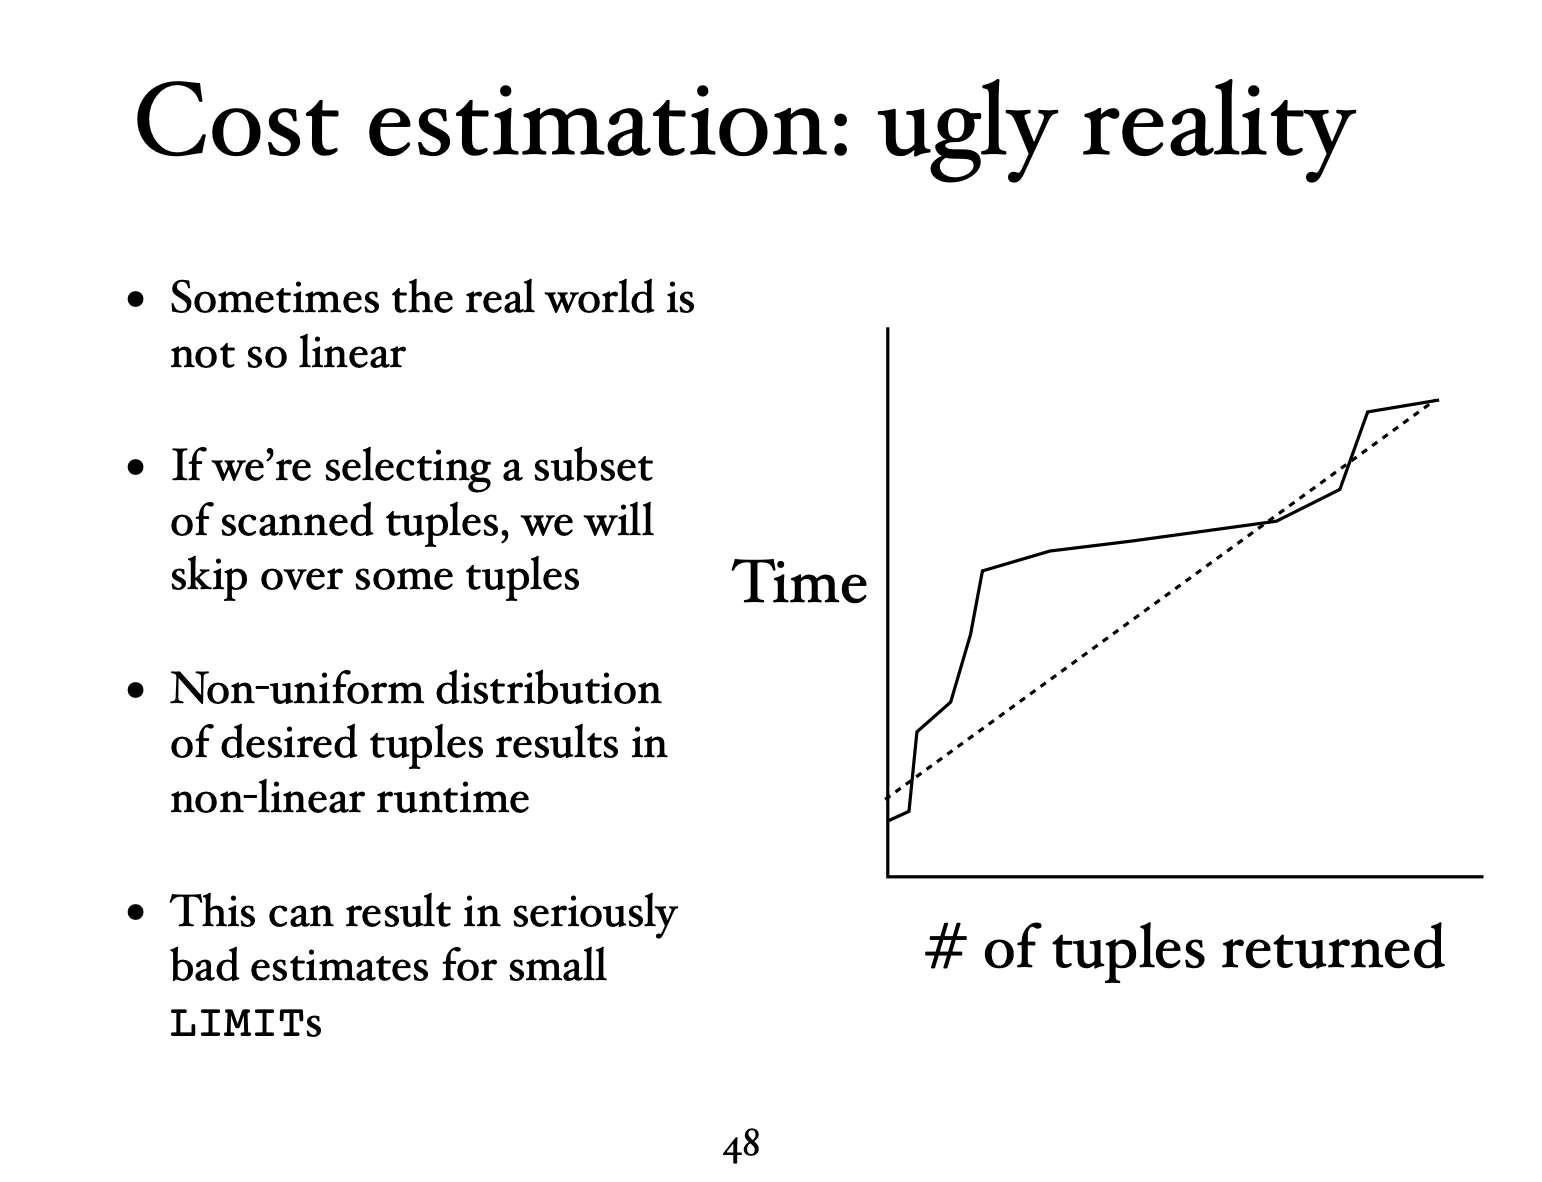 Cost estimation: ugly reality
• Sometimes the real world is
not so linear
• If we’re selecting a subset
of scanned tuples, we will
skip over some tuples
• Non-uniform distribution
of desired tuples results in
non-linear runtime
• This can result in seriously
bad estimates for small
LIMITs
Time
# of tuples returned
48